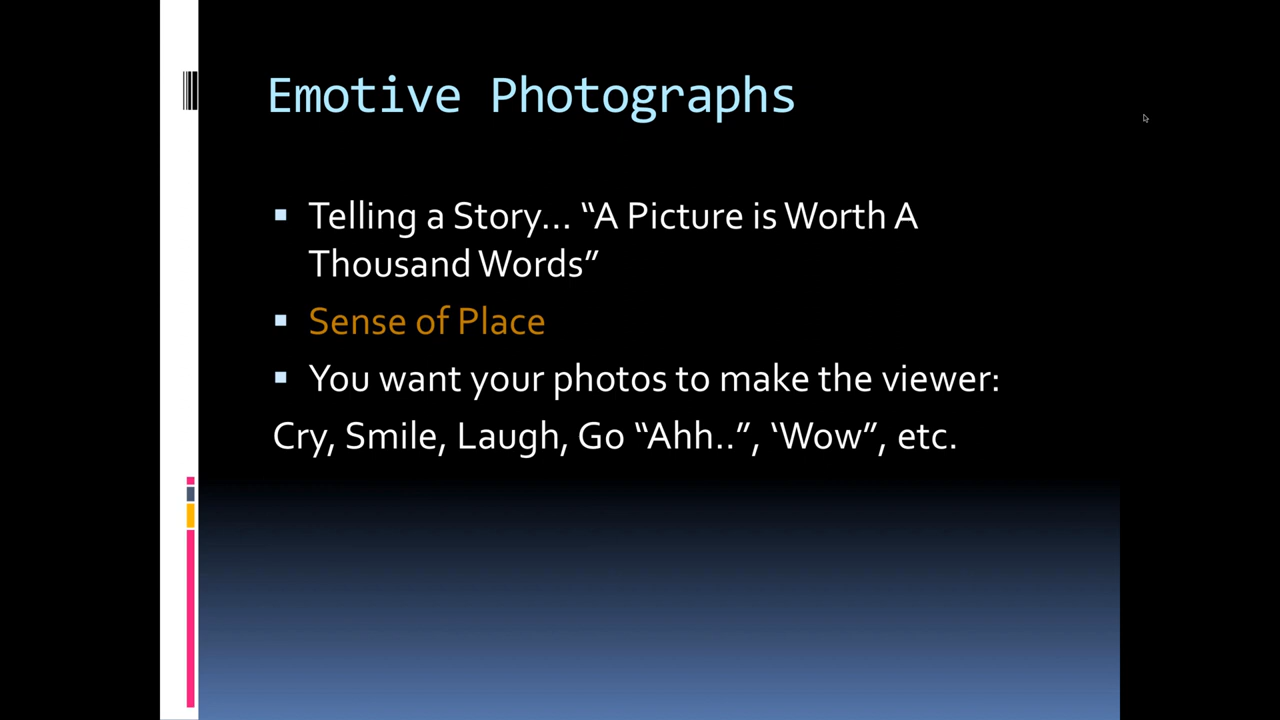 Emotive Photographs
Telling a Story... “A Picture is Worth A
Thousand Words”
Sense of Place
You want your photos to make the viewer:
Cry, Smile, Laugh, Go “Ahh..”, ‘Wow”, etc.